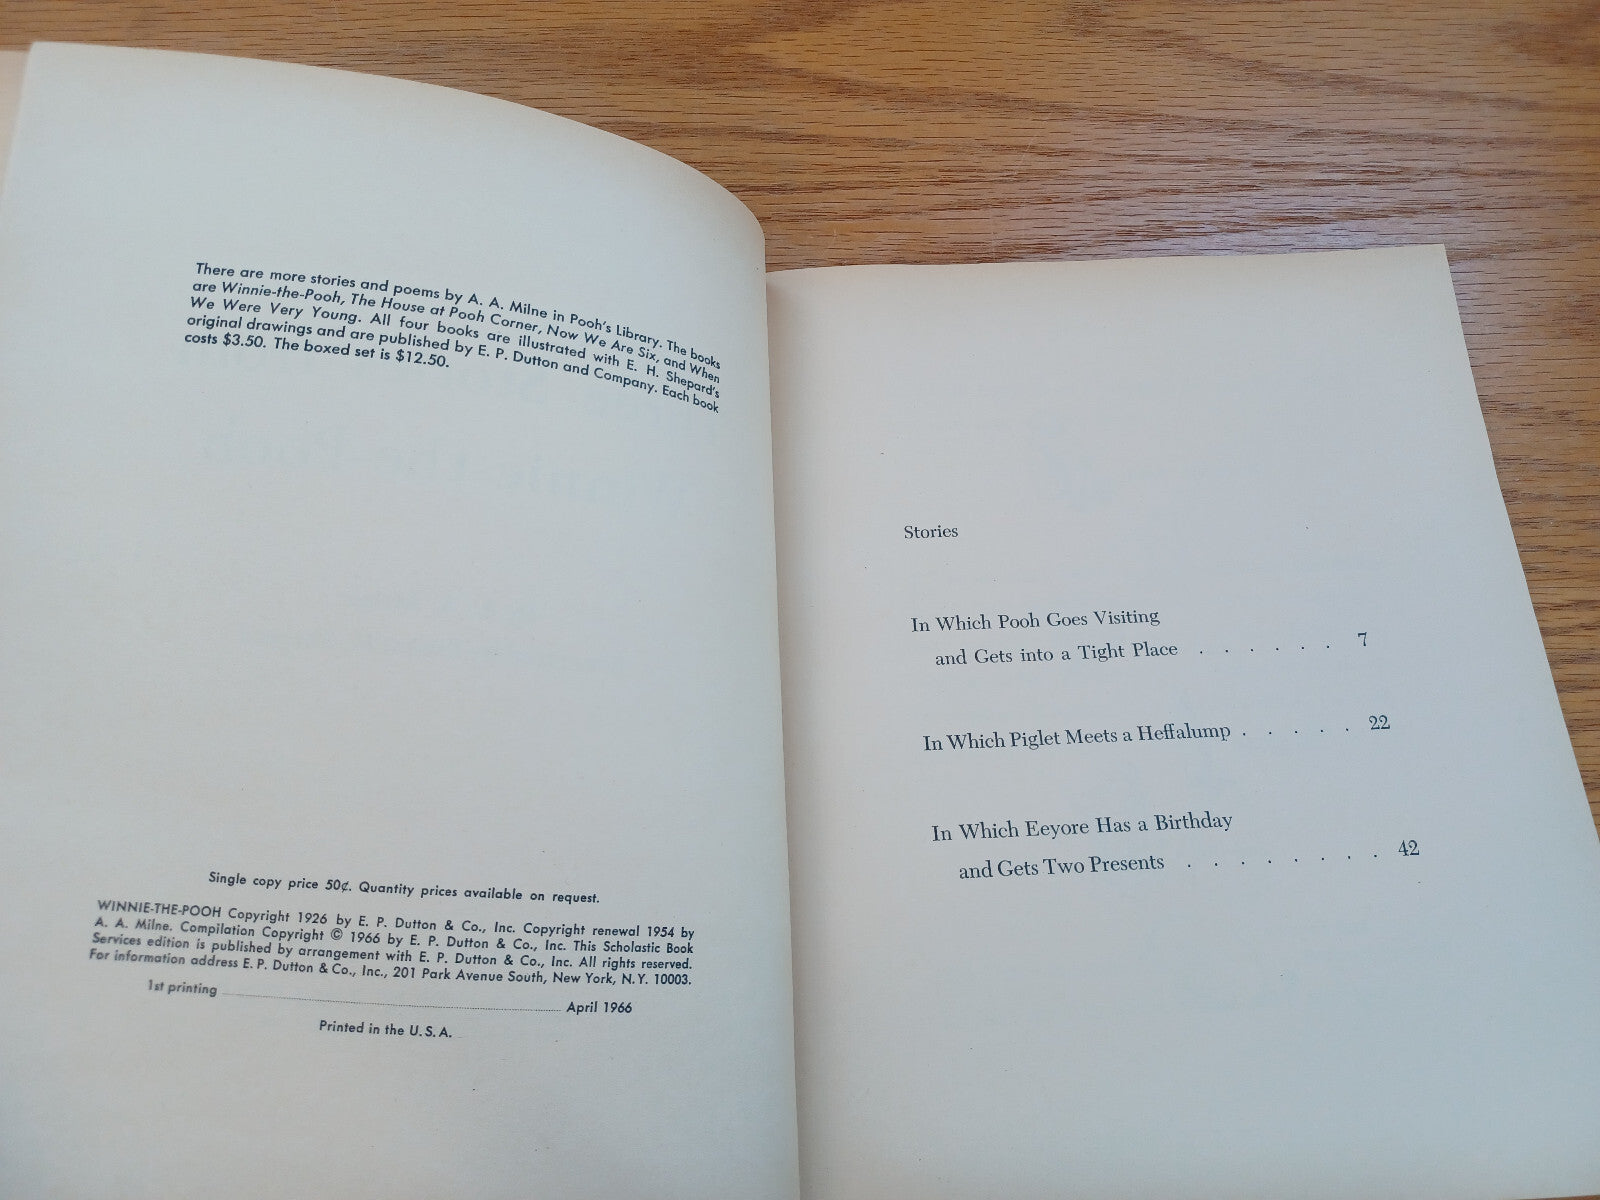 There are more stories and poems by A. A. Milne in Pooh's Library. The books
are Winnie-the-Pooh, The House at Pooh Corner, Now We Are Six, and When
We Were Very Young. All four books are illustrated with E. H. Shepard's
original drawings and are published by E. P. Dutton and Company. Each book
costs $3.50. The boxed set is $12.50.
Single copy price 50¢. Quantity prices available on request.
WINNIE-THE-POOH Copyright 1926 by E. P. Dutton & Co., Inc. Copyright renewal 1954 by
A. A. Milne. Compilation Copyright © 1966 by E. P. Dutton & Co., Inc. This Scholastic Book
Services edition is published by arrangement with E. P. Dutton & Co., Inc. All rights reserved.
For information address E. P. Dutton & Co., Inc., 201 Park Avenue South, New York, N. Y. 10003.
1st printing ........ April 1966
Printed in the U. S. A.
Stories
In Which Pooh Goes Visiting
and Gets into a Tight Place . . . . . . 7
In Which Piglet Meets a Heffalump . . . . . 22
In Which Eeyore Has a Birthday
and Gets Two Presents . . . . . . . . 42